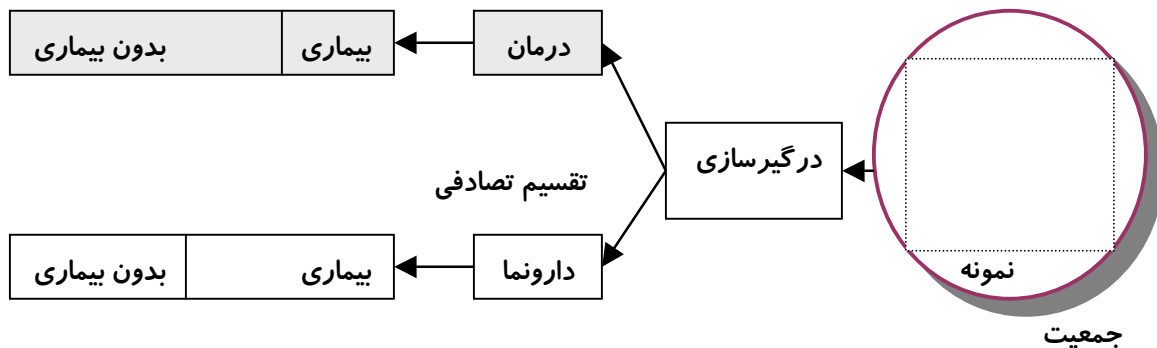 درمان
بیماری
بدون بیماری
درگیرسازی
تقسیم تصادفی
دارونما
بیماری
بدون بیماری
نمونه
جمعیت